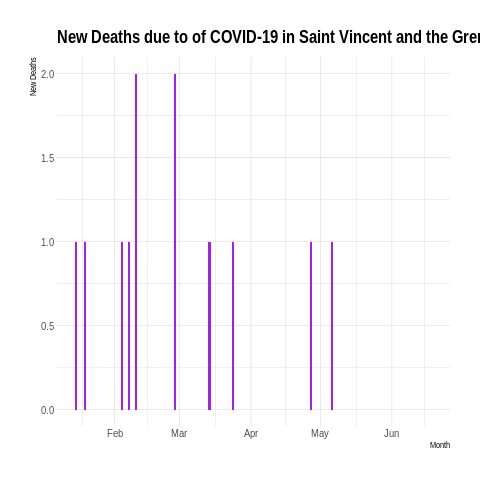 New Deaths due to of COVID-19 in Saint Vincent and the Gren
New Deaths
2.0
1.5
1.0
0.5
0.0
Feb Mar Apr May Jun
Month